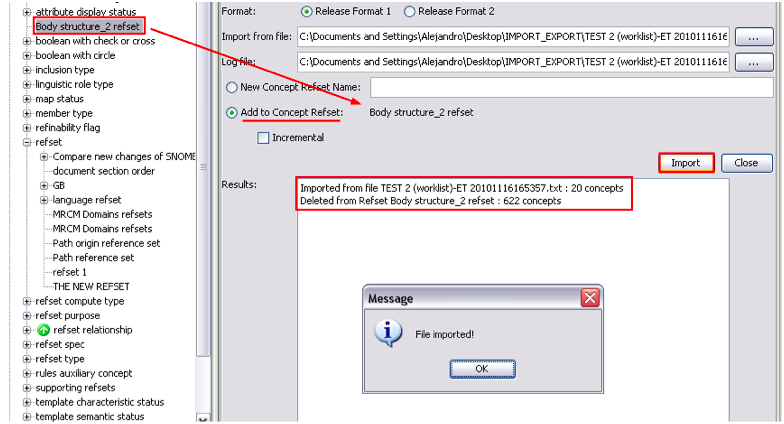 attribute display status
Body structure_2 refset
boolean with check or cross
boolean with circle
inclusion type
linguistic role type
map status
member type
refinability flag
refset
Compare new changes of SNOME
document section order
GB
language refset
MRCM Domains refsets
MRCM Domains refsets
Path origin reference set
Path reference set
refset 1
THE NEW REFSET
refset compute type
refset purpose
refset relationship
refset spec
refset type
rules auxiliary concept
supporting refsets
template characteristic status
template semantic status
Format: Release Format 1 Release Format 2
Import from file: C:\Documents and Settings\Alejandro\Desktop\IMPORT_EXPORT\TEST 2 (worklist)-ET 2010111616 ...
Log file: C:\Documents and Settings\Alejandro\Desktop\IMPORT_EXPORT\TEST 2 (worklist)-ET 2010111616 ...
New Concept Refset Name:
Add to Concept Refset: Body structure_2 refset
Incremental
Import Close
Results:
Imported from file TEST 2 (worklist)-ET 20101116165357.txt : 20 concepts
Deleted from Refset Body structure_2 refset : 622 concepts
Message
File imported!
OK